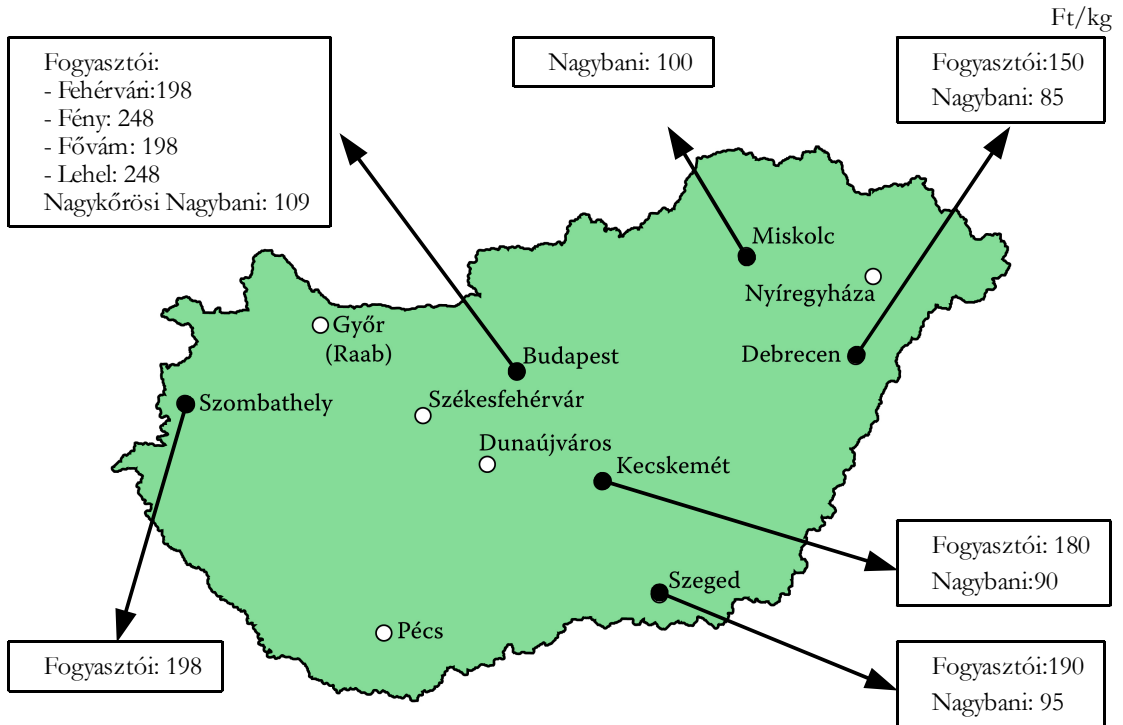 Ft/kg
Fogyasztói:
- Fehérvári:198
- Fény: 248
- Fővám: 198
- Lehel: 248
Nagykőrösi Nagybani: 109
Nagybani: 100
Fogyasztói:150
Nagybani: 85
Miskolc
Nyíregyháza
Győr
(Raab)
Budapest
Debrecen
Szombathely
Székesfehérvár
Dunaújváros
Kecskemét
Fogyasztói: 180
Nagybani:90
Szeged
Pécs
Fogyasztói: 198
Fogyasztói:190
Nagybani: 95